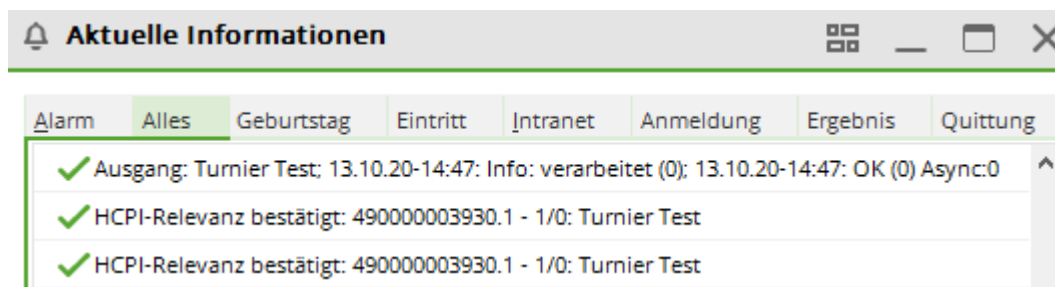 Aktuelle Informationen
Alarm Alles Geburtstag Eintritt Intranet Anmeldung Ergebnis Quittung
Ausgang: Turnier Test; 13.10.20-14:47: Info: verarbeitet (0); 13.10.20-14:47: OK (0) Async:0
HCPI-Relevanz bestätigt: 490000003930.1 - 1/0: Turnier Test
HCPI-Relevanz bestätigt: 490000003930.1 - 1/0: Turnier Test